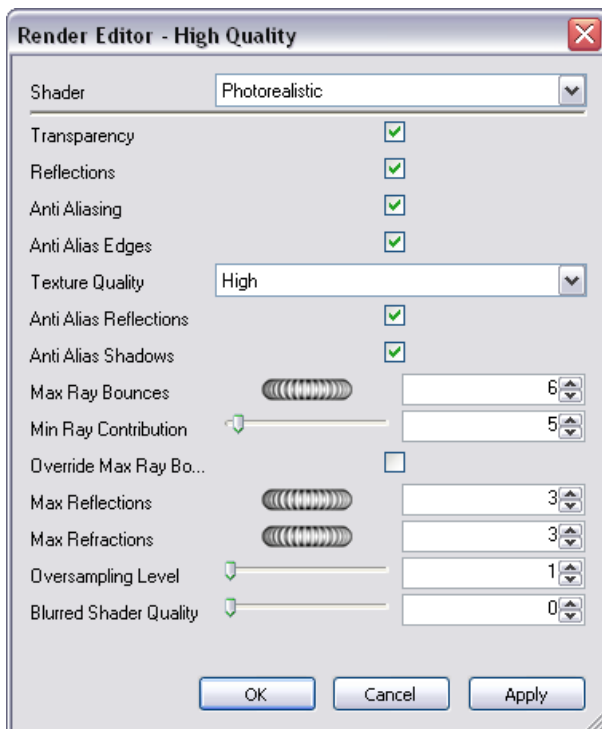 Render Editor - High Quality
Shader Photorealistic
Transparency
Reflections
Anti Aliasing
Anti Alias Edges
Texture Quality High
Anti Alias Reflections
Anti Alias Shadows
Max Ray Bounces 6
Min Ray Contribution 5
Override Max Ray Bo...
Max Reflections 3
Max Refractions 3
Oversampling Level 1
Blurred Shader Quality 0
OK Cancel Apply